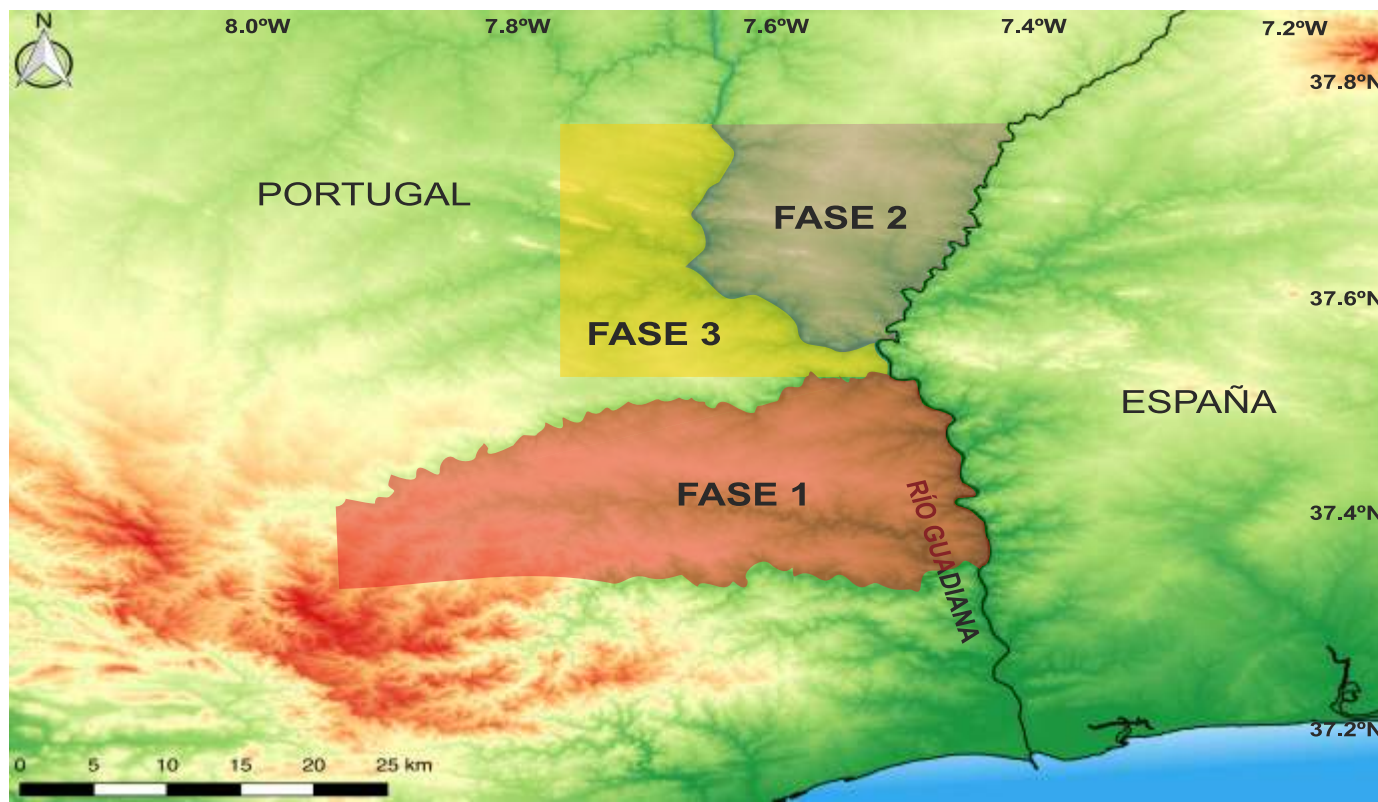 N
8.0ºW
7.8ºW
7.6ºW
7.4ºW
7.2ºW
37.8ºN
PORTUGAL
FASE 2
37.6ºN
FASE 3
ESPAÑA
FASE 1
RÍO GUADIANA
37.4ºN
37.2ºN
0 5 10 15 20 25 km